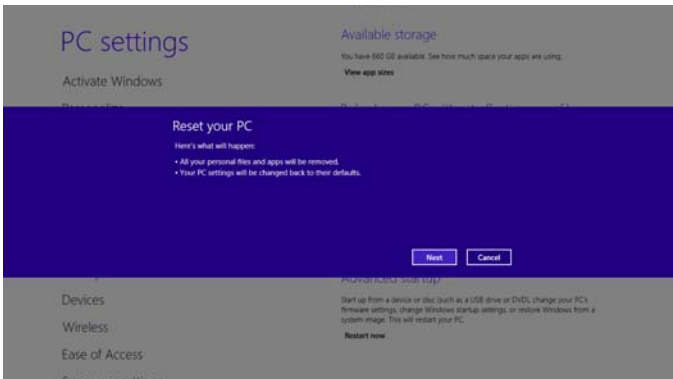 PC settings
Activate Windows
Available storage
You have 660 GB available. See how much space your apps are using.
View app sizes
Reset your PC
Here's what will happen:
• All your personal files and apps will be removed.
• Your PC settings will be changed back to their defaults.
Next
Cancel
Devices
Wireless
Ease of Access
Advanced startup
Start up from a device or disc (such as a USB drive or DVD), change your PC's
firmware settings, change Windows startup settings, or restore Windows from a
system image. This will restart your PC.
Restart now